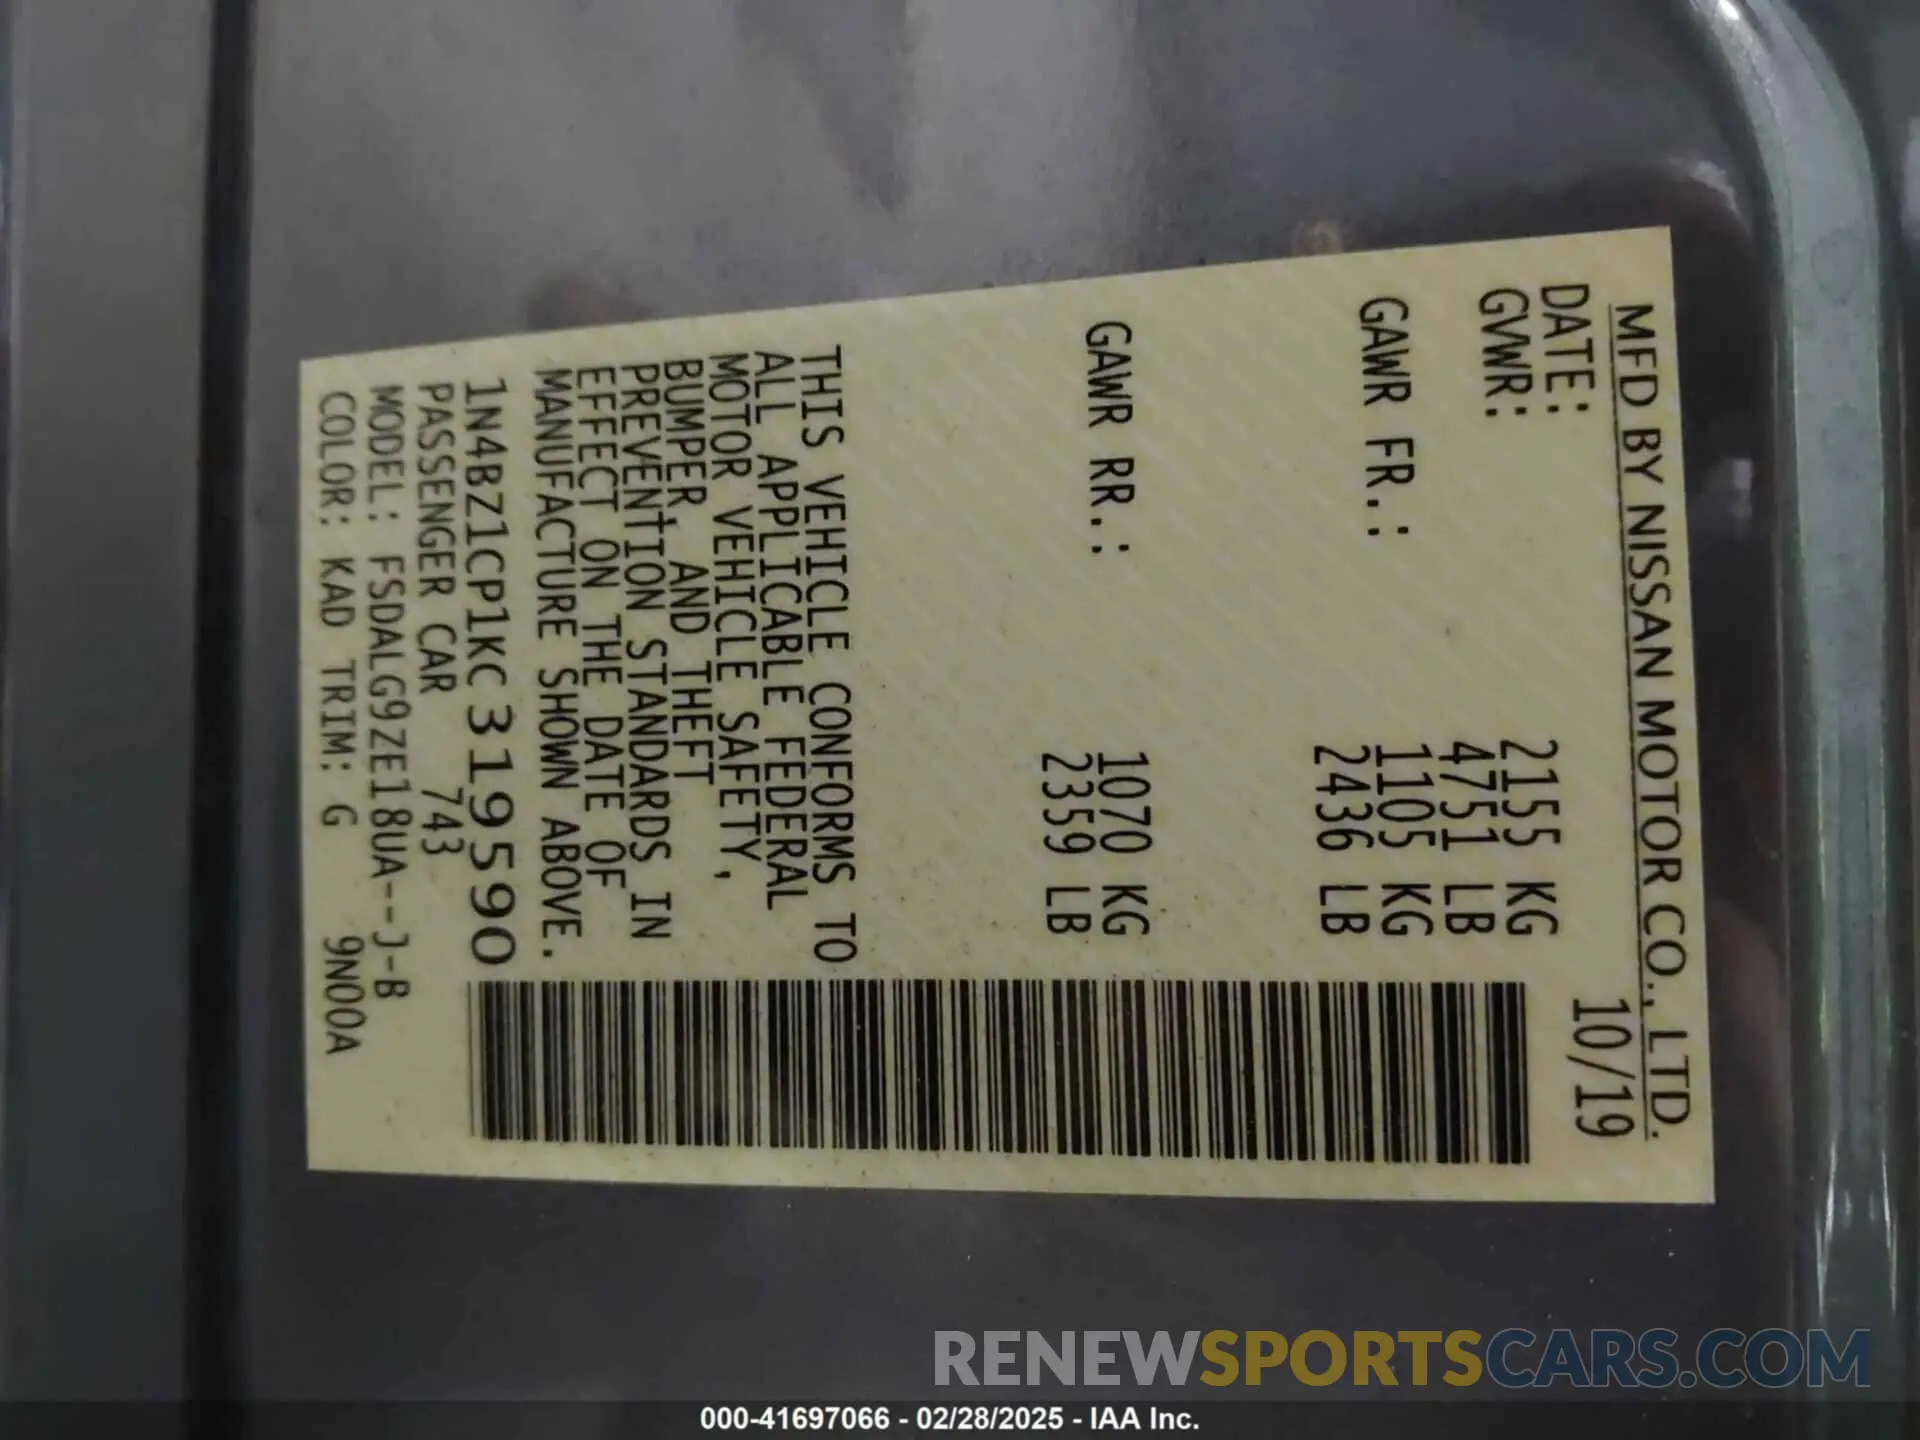 MFD BY NISSAN MOTOR CO., LTD.
DATE: 10/19
GVWR: 2155 KG
4751 LB
GAWR FR.: 1105 KG
2436 LB
GAWR RR.: 1070 KG
2359 LB
THIS VEHICLE CONFORMS TO
ALL APPLICABLE FEDERAL
MOTOR VEHICLE SAFETY,
BUMPER, AND THEFT
PREVENTION STANDARDS IN
EFFECT ON THE DATE OF
MANUFACTURE SHOWN ABOVE.
1N4BZ1CP1KC 319590
PASSENGER CAR 743
MODEL: FSDALG9ZE18UA--J-B
COLOR: KAD TRIM: G 9N00A
RENEWSPORTSCARS.COM
000-41697066 - 02/28/2025 - IAA Inc.